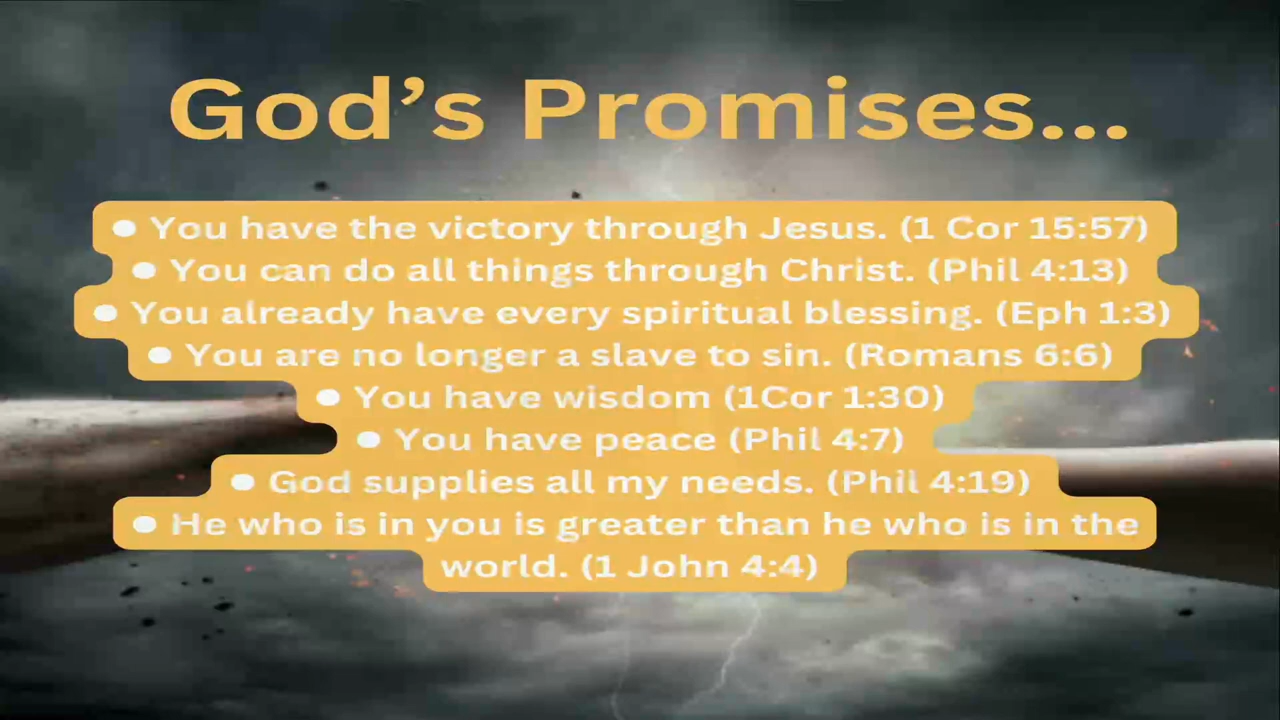 God's Promises...
● You have the victory through Jesus. (1 Cor 15:57)
● You can do all things through Christ. (Phil 4:13)
● You already have every spiritual blessing. (Eph 1:3)
● You are no longer a slave to sin. (Romans 6:6)
● You have wisdom (1Cor 1:30)
● You have peace (Phil 4:7)
● God supplies all my needs. (Phil 4:19)
● He who is in you is greater than he who is in the
world. (1 John 4:4)